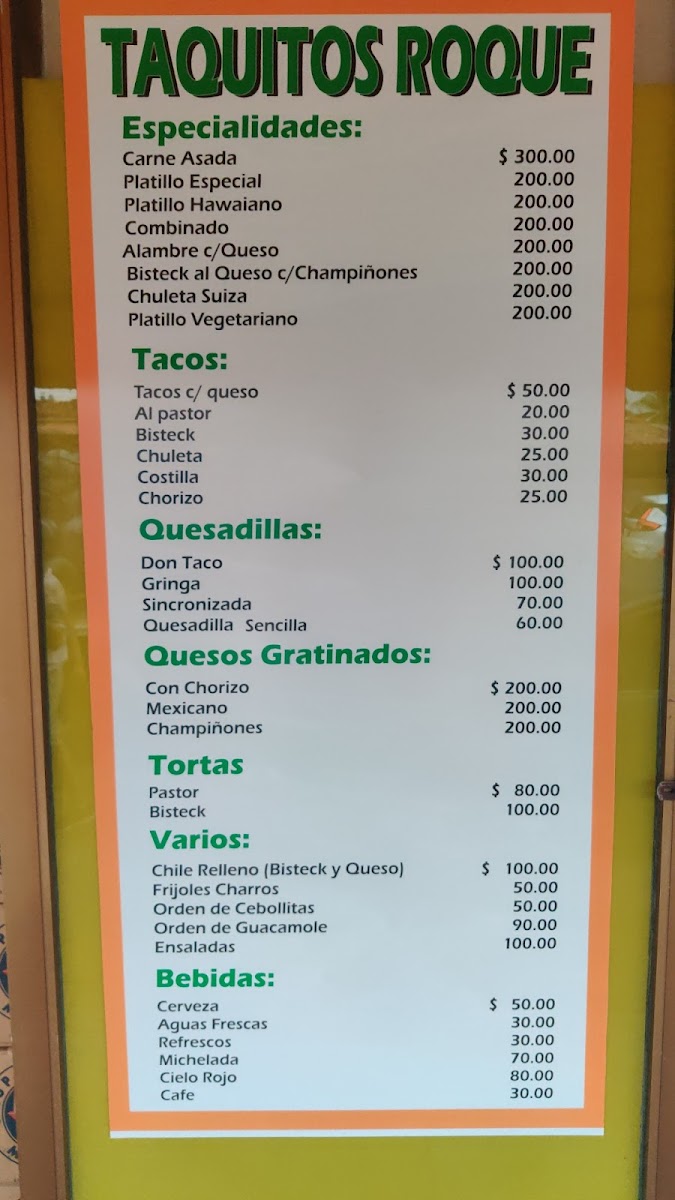 TAQUITOS ROQUE
Especialidades:
Carne Asada $ 300.00
Platillo Especial 200.00
Platillo Hawaiano 200.00
Combinado 200.00
Alambre c/Queso 200.00
Bisteck al Queso c/Champiñones 200.00
Chuleta Suiza 200.00
Platillo Vegetariano 200.00
Tacos:
Tacos c/ queso $ 50.00
Al pastor 20.00
Bisteck 30.00
Chuleta 25.00
Costilla 30.00
Chorizo 25.00
Quesadillas:
Don Taco $ 100.00
Gringa 100.00
Sincronizada 70.00
Quesadilla Sencilla 60.00
Quesos Gratinados:
Con Chorizo $ 200.00
Mexicano 200.00
Champiñones 200.00
Tortas
Pastor $ 80.00
Bisteck 100.00
Varios:
Chile Relleno (Bisteck y Queso) $ 100.00
Frijoles Charros 50.00
Orden de Cebollitas 50.00
Orden de Guacamole 90.00
Ensaladas 100.00
Bebidas:
Cerveza $ 50.00
Aguas Frescas 30.00
Refrescos 30.00
Michelada 70.00
Cielo Rojo 80.00
Cafe 30.00